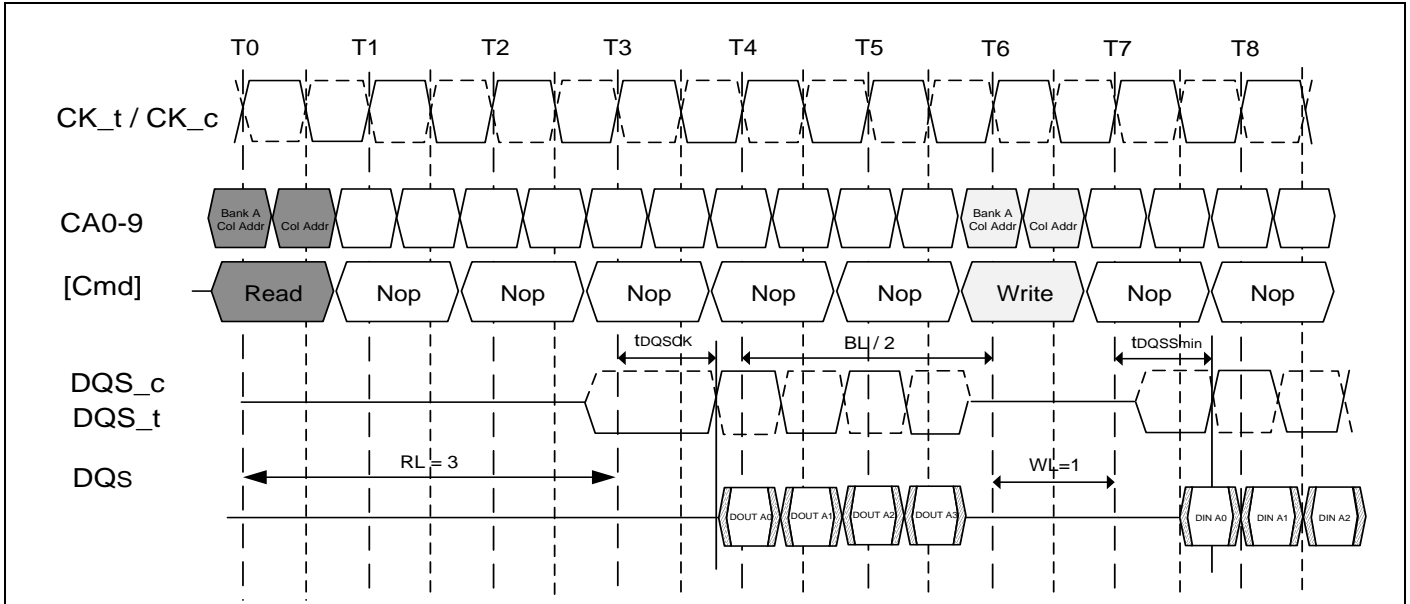 T0 T1 T2 T3 T4 T5 T6 T7 T8
CK_t / CK_c
CA0-9
Bank A
Col Addr
Col Addr
Bank A
Col Addr
Col Addr
[Cmd]
Read Nop Nop Nop Nop Nop Write Nop Nop
tDQSCK BL / 2 tDQSSmin
DQS_c
DQS_t
RL = 3 WL=1
DQs
DOUT A0 DOUT A1 DOUT A2 DOUT A3 DIN A0 DIN A1 DIN A2